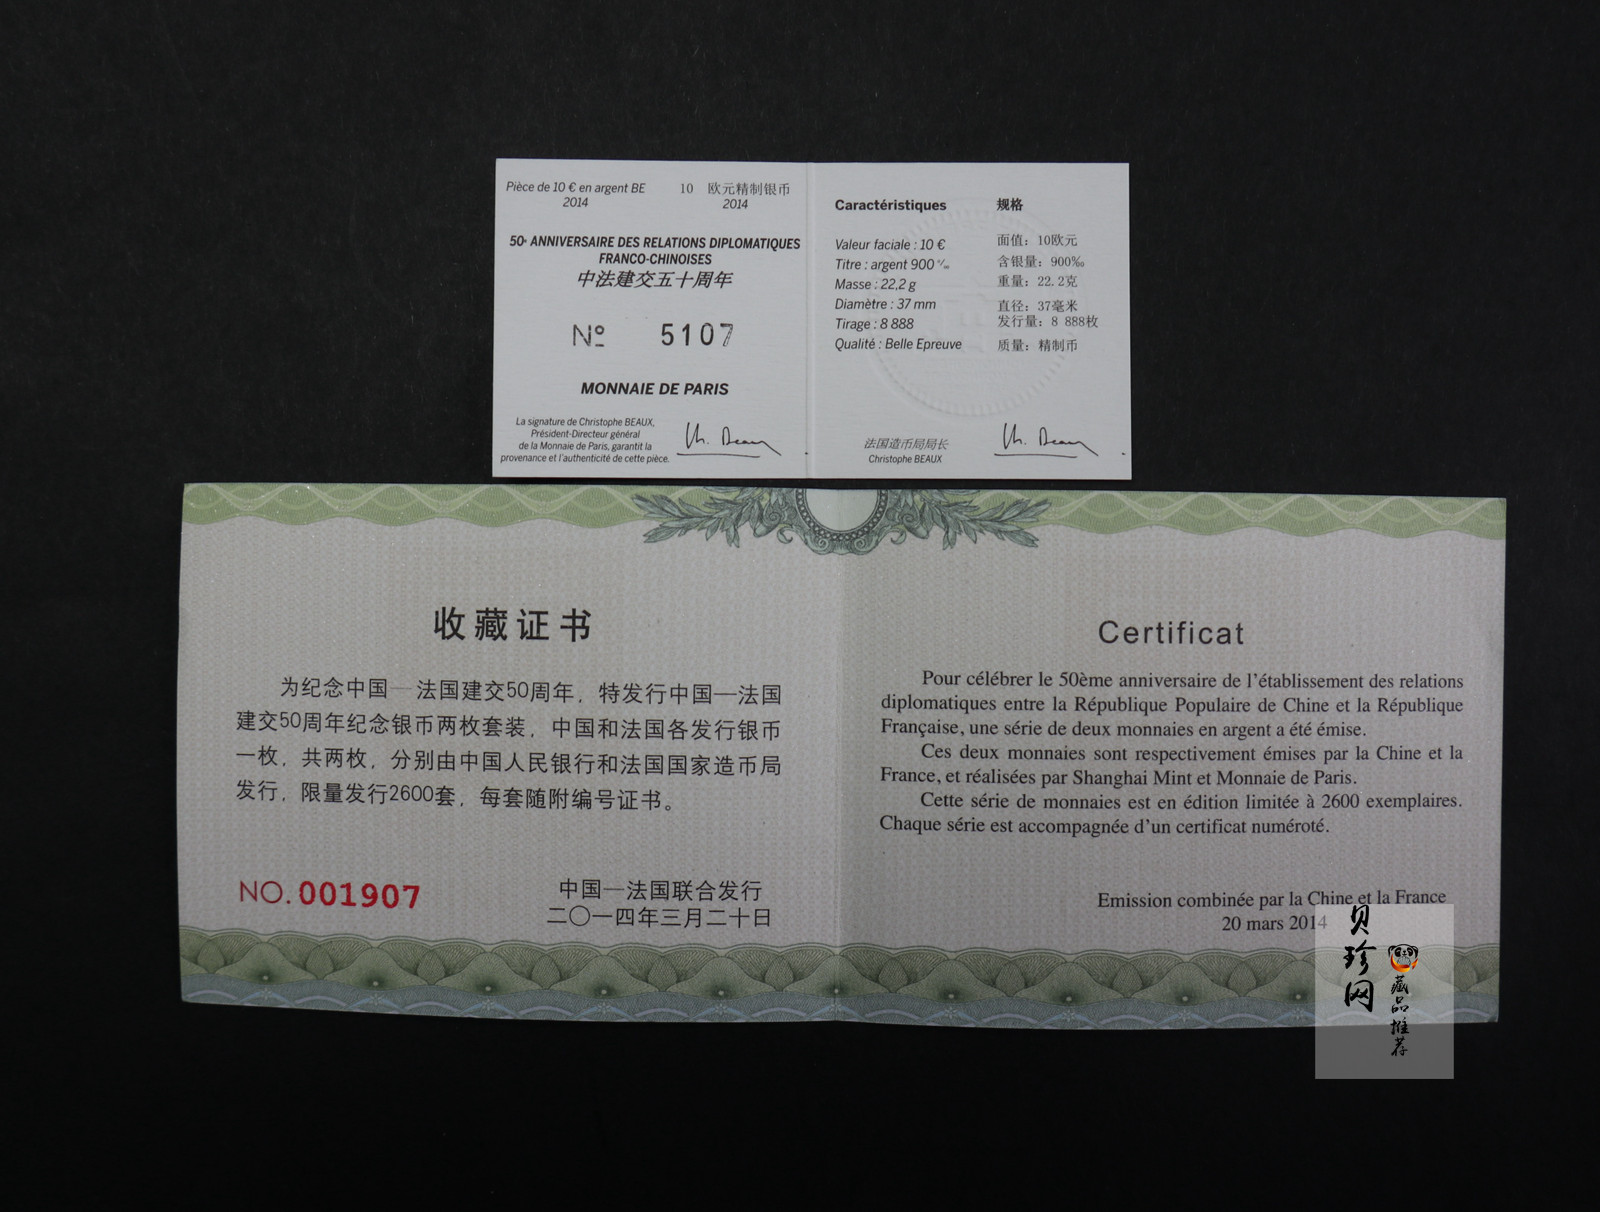 Pièce de 10 € en argent BE
2014
10 欧元精制银币
2014
50e ANNIVERSAIRE DES RELATIONS DIPLOMATIQUES
FRANCO-CHINOISES
中法建交五十周年
Nº 5107
MONNAIE DE PARIS
La signature de Christophe BEAUX,
Président-Directeur général
de la Monnaie de Paris, garantit la
provenance et l'authenticité de cette pièce.
Ch. Beaux
Caractéristiques
Valeur faciale : 10 €
Titre : argent 900 ‰
Masse : 22,2 g
Diamètre : 37 mm
Tirage : 8 888
Qualité : Belle Epreuve
规格
面值：10欧元
含银量：900‰
重量：22.2克
直径：37毫米
发行量：8 888枚
质量：精制币
法国造币局局长
Christophe BEAUX
Ch. Beaux
收藏证书
为纪念中国—法国建交50周年，特发行中国—法国
建交50周年纪念银币两枚套装，中国和法国各发行银币
一枚，共两枚，分别由中国人民银行和法国国家造币局
发行，限量发行2600套，每套随附编号证书。
NO. 001907
中国—法国联合发行
二〇一四年三月二十日
Certificat
Pour célébrer le 50ème anniversaire de l'établissement des relations
diplomatiques entre la République Populaire de Chine et la République
Française, une série de deux monnaies en argent a été émise.
Ces deux monnaies sont respectivement émises par la Chine et la
France, et réalisées par Shanghai Mint et Monnaie de Paris.
Cette série de monnaies est en édition limitée à 2600 exemplaires.
Chaque série est accompagnée d'un certificat numéroté.
Emission combinée par la Chine et la France
20 mars 2014
贝珍网
藏品推荐